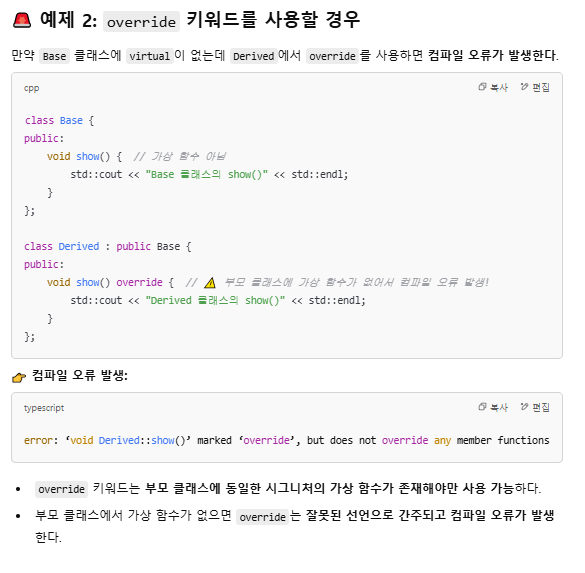 🚨 예제 2: override 키워드를 사용할 경우
만약 Base 클래스에 virtual이 없는데 Derived에서 override를 사용하면 컴파일 오류가 발생한다.
cpp 복사 편집
class Base {
public:
    void show() {  // 가상 함수 아님
        std::cout << "Base 클래스의 show()" << std::endl;
    }
};

class Derived : public Base {
public:
    void show() override {  // ⚠️ 부모 클래스에 가상 함수가 없어서 컴파일 오류 발생!
        std::cout << "Derived 클래스의 show()" << std::endl;
    }
};
👉 컴파일 오류 발생:
typescript 복사 편집
error: ‘void Derived::show()’ marked ‘override’, but does not override any member functions
• override 키워드는 부모 클래스에 동일한 시그니처의 가상 함수가 존재해야만 사용 가능하다.
• 부모 클래스에서 가상 함수가 없으면 override는 잘못된 선언으로 간주되고 컴파일 오류가 발생
한다.